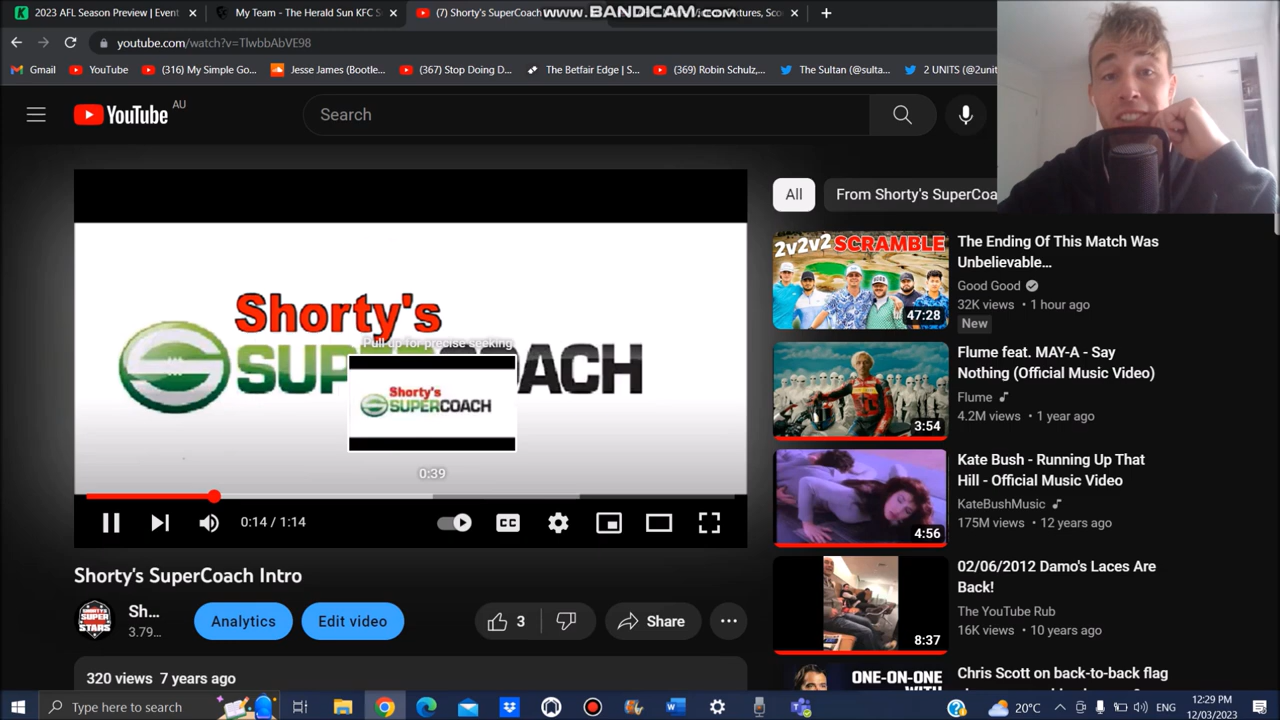 2023 AFL Season Preview | Event
My Team - The Herald Sun KFC S
(7) Shorty's SuperCoach
www.BANDICAM.com
youtube.com/watch?v=TlwbbAbVE98
Gmail
YouTube
(316) My Simple Go...
Jesse James (Bootle...
(367) Stop Doing D...
The Betfair Edge | S...
(369) Robin Schulz,...
The Sultan (@sulta...
2 UNITS (@2unit
YouTube AU
Search
Shorty's
SUPERCOACH
Pull up for precise seeking
Shorty's
SUPERCOACH
0:39
0:14 / 1:14
CC
Shorty's SuperCoach Intro
SHORTY'S
SUPER
STARS
Sh...
3.79...
Analytics
Edit video
3
Share
320 views 7 years ago
All
From Shorty's SuperCoa
2v2v2 SCRAMBLE
47:28
The Ending Of This Match Was
Unbelievable...
Good Good
32K views • 1 hour ago
New
3:54
Flume feat. MAY-A - Say
Nothing (Official Music Video)
Flume
4.2M views • 1 year ago
4:56
Kate Bush - Running Up That
Hill - Official Music Video
KateBushMusic
175M views • 12 years ago
8:37
02/06/2012 Damo's Laces Are
Back!
The YouTube Rub
16K views • 10 years ago
ONE-ON-ONE
WITH
Chris Scott on back-to-back flag
Type here to search
20°C
ENG
12:29 PM
12/03/2023